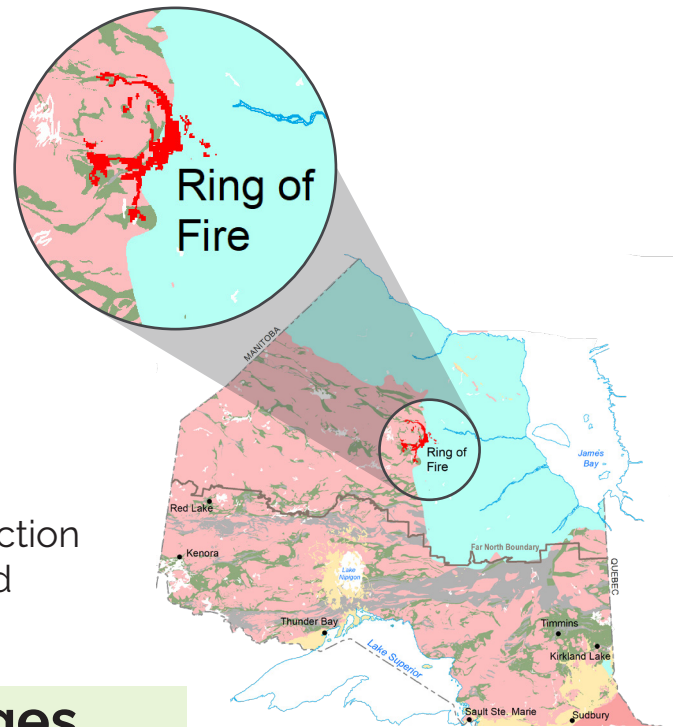 Ring of
Fire
MANITOBA
Ring of
Fire
James
Bay
Red Lake
ction
Kenora
d
Far North Boundary
QUEBEC
Lake
Nipigon
Thunder Bay
Timmins
Kirkland Lake
Lake Superior
Sault Ste. Marie
Sudbury
ges